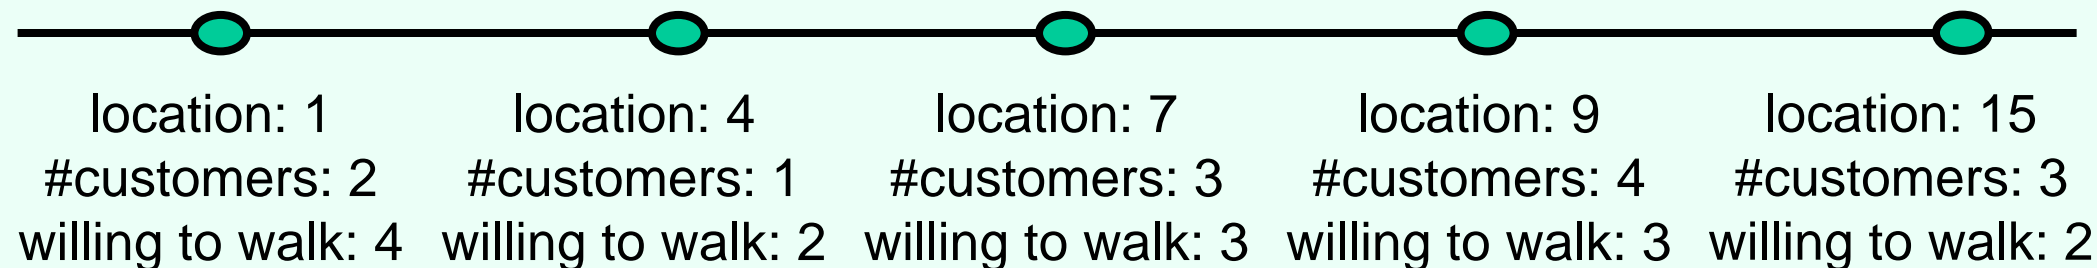 location: 1 location: 4 location: 7 location: 9 location: 15
#customers: 2 #customers: 1 #customers: 3 #customers: 4 #customers: 3
willing to walk: 4 willing to walk: 2 willing to walk: 3 willing to walk: 3 willing to walk: 2